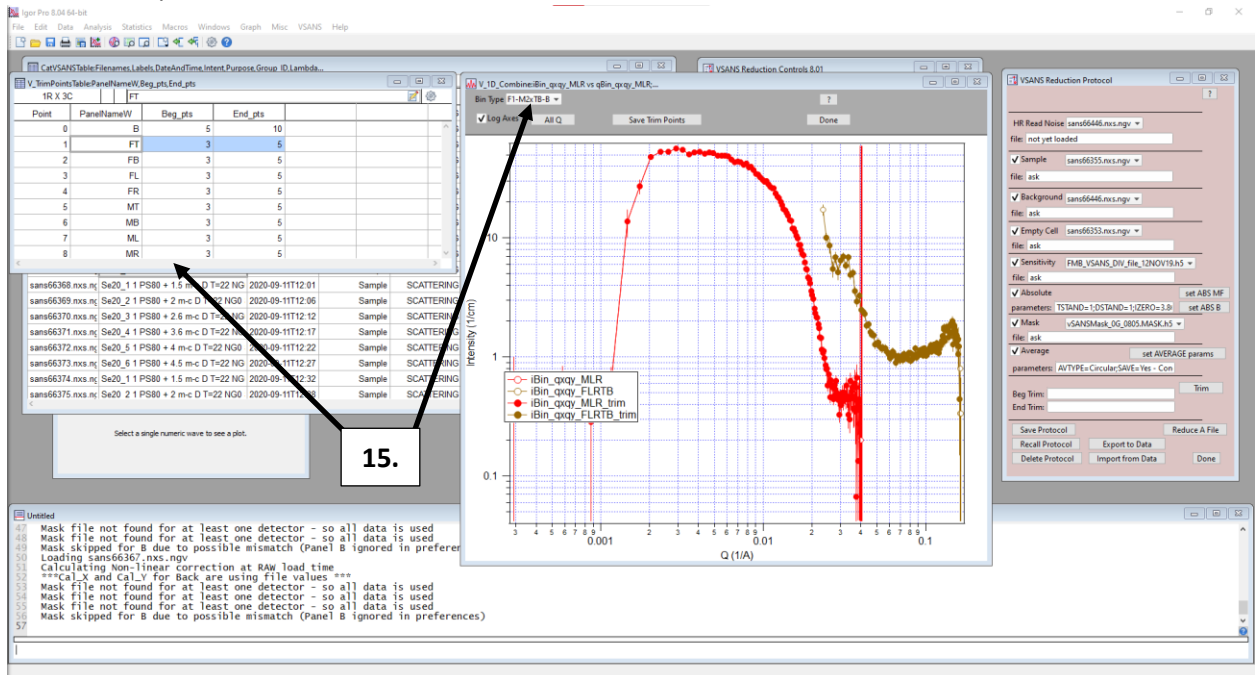 Igor Pro 8.04 64-bit
File Edit Data Analysis Statistics Macros Windows Graph Misc VSANS Help
CatVSANSTable:Filenames,Labels,DateAndTime,Intent,Purpose,Group_ID,Lambda...
VSANS Reduction Controls 8.01
V_TrimPointsTable:PanelNameW,Beg_pts,End_pts
1R X 3C FT
Point PanelNameW Beg_pts End_pts
0 B 5 10
1 FT 3 5
2 FB 3 5
3 FL 3 5
4 FR 3 5
5 MT 3 5
6 MB 3 5
7 ML 3 5
8 MR 3 5
sans66368.nxs.ng Se20_1 1 PS80 + 1.5 m-c D T=22 NG 2020-09-11T12:01 Sample SCATTERING
sans66369.nxs.ng Se20_2 1 PS80 + 2 m-c D T=22 NG0 2020-09-11T12:06 Sample SCATTERING
sans66370.nxs.ng Se20_3 1 PS80 + 2.6 m-c D T=22 NG 2020-09-11T12:12 Sample SCATTERING
sans66371.nxs.ng Se20_4 1 PS80 + 3.6 m-c D T=22 NG 2020-09-11T12:17 Sample SCATTERING
sans66372.nxs.ng Se20_5 1 PS80 + 4 m-c D T=22 NG0 2020-09-11T12:22 Sample SCATTERING
sans66373.nxs.ng Se20_6 1 PS80 + 4.5 m-c D T=22 NG 2020-09-11T12:27 Sample SCATTERING
sans66374.nxs.ng Se20_1 1 PS80 + 1.5 m-c D T=22 NG 2020-09-11T12:32 Sample SCATTERING
sans66375.nxs.ng Se20_2 1 PS80 + 2 m-c D T=22 NG0 Sample SCATTERING
Select a single numeric wave to see a plot.
15.
V_1D_Combine:iBin_qxqy_MLR vs qBin_qxqy_MLR;...
Bin Type F1-M2xTB-B ?
Log Axes All Q Save Trim Points Done
10
1
0.1
Intensity (1/cm)
iBin_qxqy_MLR
iBin_qxqy_FLRTB
iBin_qxqy_MLR_trim
iBin_qxqy_FLRTB_trim
3 4 5 6 7 8 9 2 3 4 5 6 7 8 9 2 3 4 5 6 7 8 9
0.001 0.01 0.1
Q (1/A)
VSANS Reduction Protocol
?
HR Read Noise sans66446.nxs.ngv
file: not yet loaded
Sample sans66355.nxs.ngv
file: ask
Background sans66446.nxs.ngv
file: ask
Empty Cell sans66353.nxs.ngv
file: ask
Sensitivity FMB_VSANS_DIV_file_12NOV19.h5
file: ask
Absolute set ABS MF
parameters: TSTAND=1;DSTAND=1;IZERO=3.8 set ABS B
Mask vSANSMask_0G_0805.MASK.h5
file: ask
Average set AVERAGE params
parameters: AVTYPE=Circular;SAVE=Yes - Con
Beg Trim: Trim
End Trim:
Save Protocol Reduce A File
Recall Protocol Export to Data
Delete Protocol Import from Data Done
Untitled
47 Mask file not found for at least one detector - so all data is used
48 Mask file not found for at least one detector - so all data is used
49 Mask skipped for B due to possible mismatch (Panel B ignored in preferen
50 Loading sans66367.nxs.ngv
51 Calculating Non-linear correction at RAW load time
52 ***Cal_X and Cal_Y for Back are using file values ***
53 Mask file not found for at least one detector - so all data is used
54 Mask file not found for at least one detector - so all data is used
55 Mask file not found for at least one detector - so all data is used
56 Mask skipped for B due to possible mismatch (Panel B ignored in preferences)
57